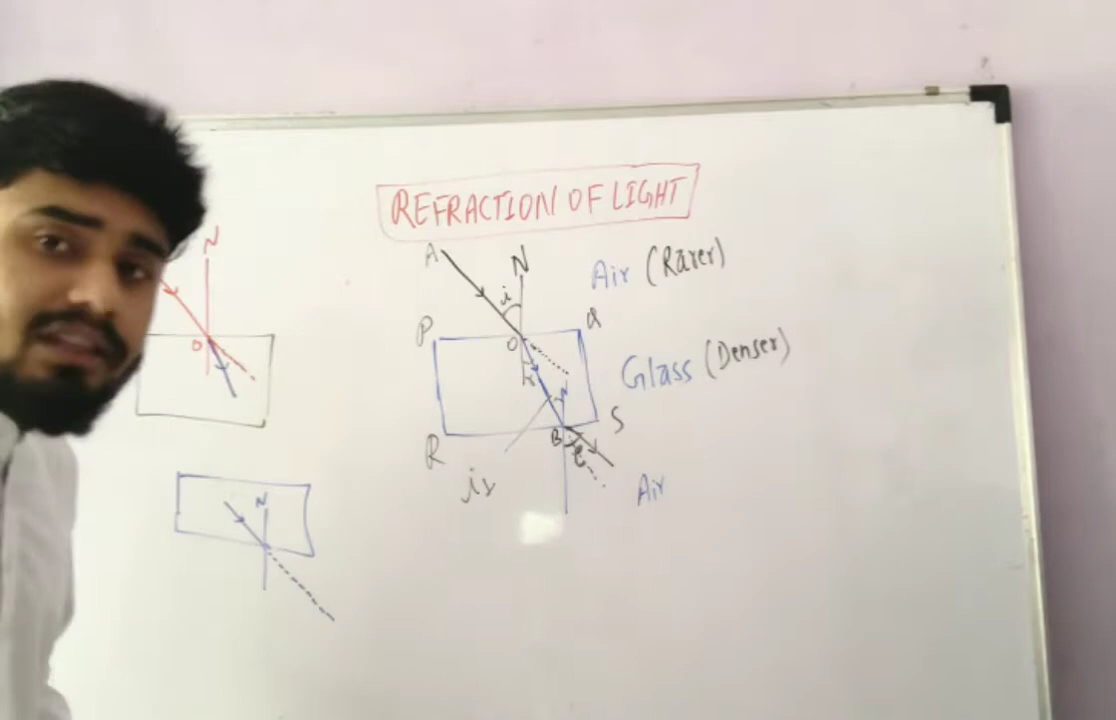 REFRACTION OF LIGHT
A
N
i
Air (Rarer)
P
O
Q
r
Glass (Denser)
N
R
B
S
e
Air
N
O
N